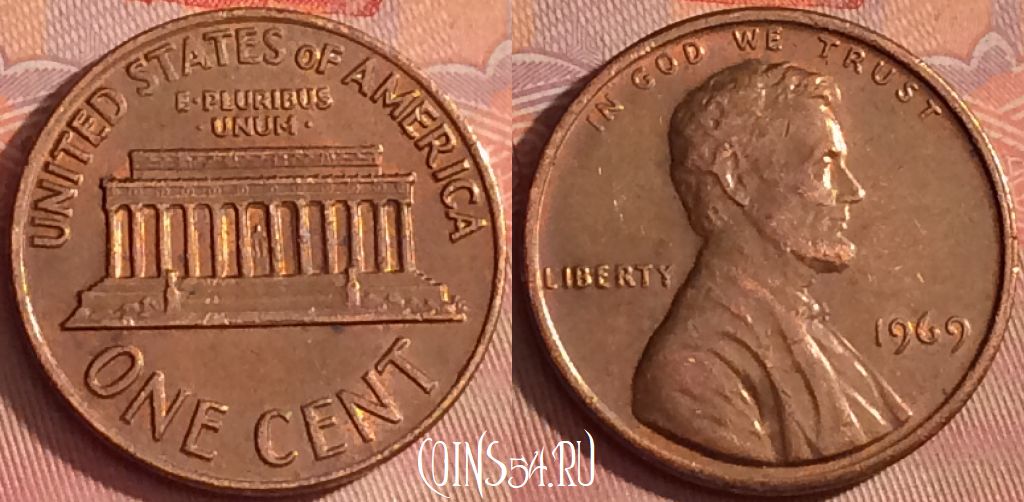 UNITED STATES OF AMERICA
E·PLURIBUS
·UNUM·
ONE CENT
IN GOD WE TRUST
LIBERTY
1969
COINS54.RU